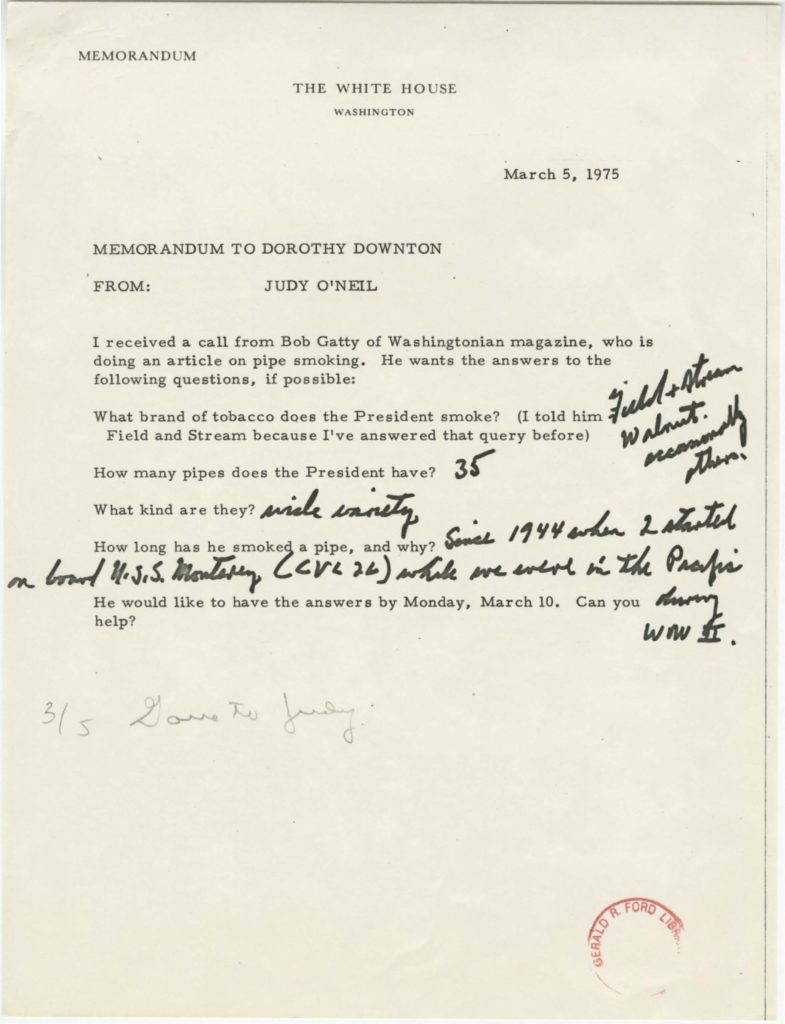 MEMORANDUM
THE WHITE HOUSE
WASHINGTON
March 5, 1975
MEMORANDUM TO DOROTHY DOWNTON
FROM: JUDY O'NEIL
I received a call from Bob Gatty of Washingtonian magazine, who is
doing an article on pipe smoking. He wants the answers to the
following questions, if possible:
What brand of tobacco does the President smoke? (I told him
Field and Stream because I've answered that query before)
Field & Stream
Walnut.
occasionally
others.
How many pipes does the President have? 35
What kind are they? wide variety
How long has he smoked a pipe, and why? Since 1944 when I started
on board U.S.S. Monterey (CVL 26) while we were in the Pacific
during
WW II.
He would like to have the answers by Monday, March 10. Can you
help?
3/5 Gave to Judy.
GERALD R. FORD LIBRARY